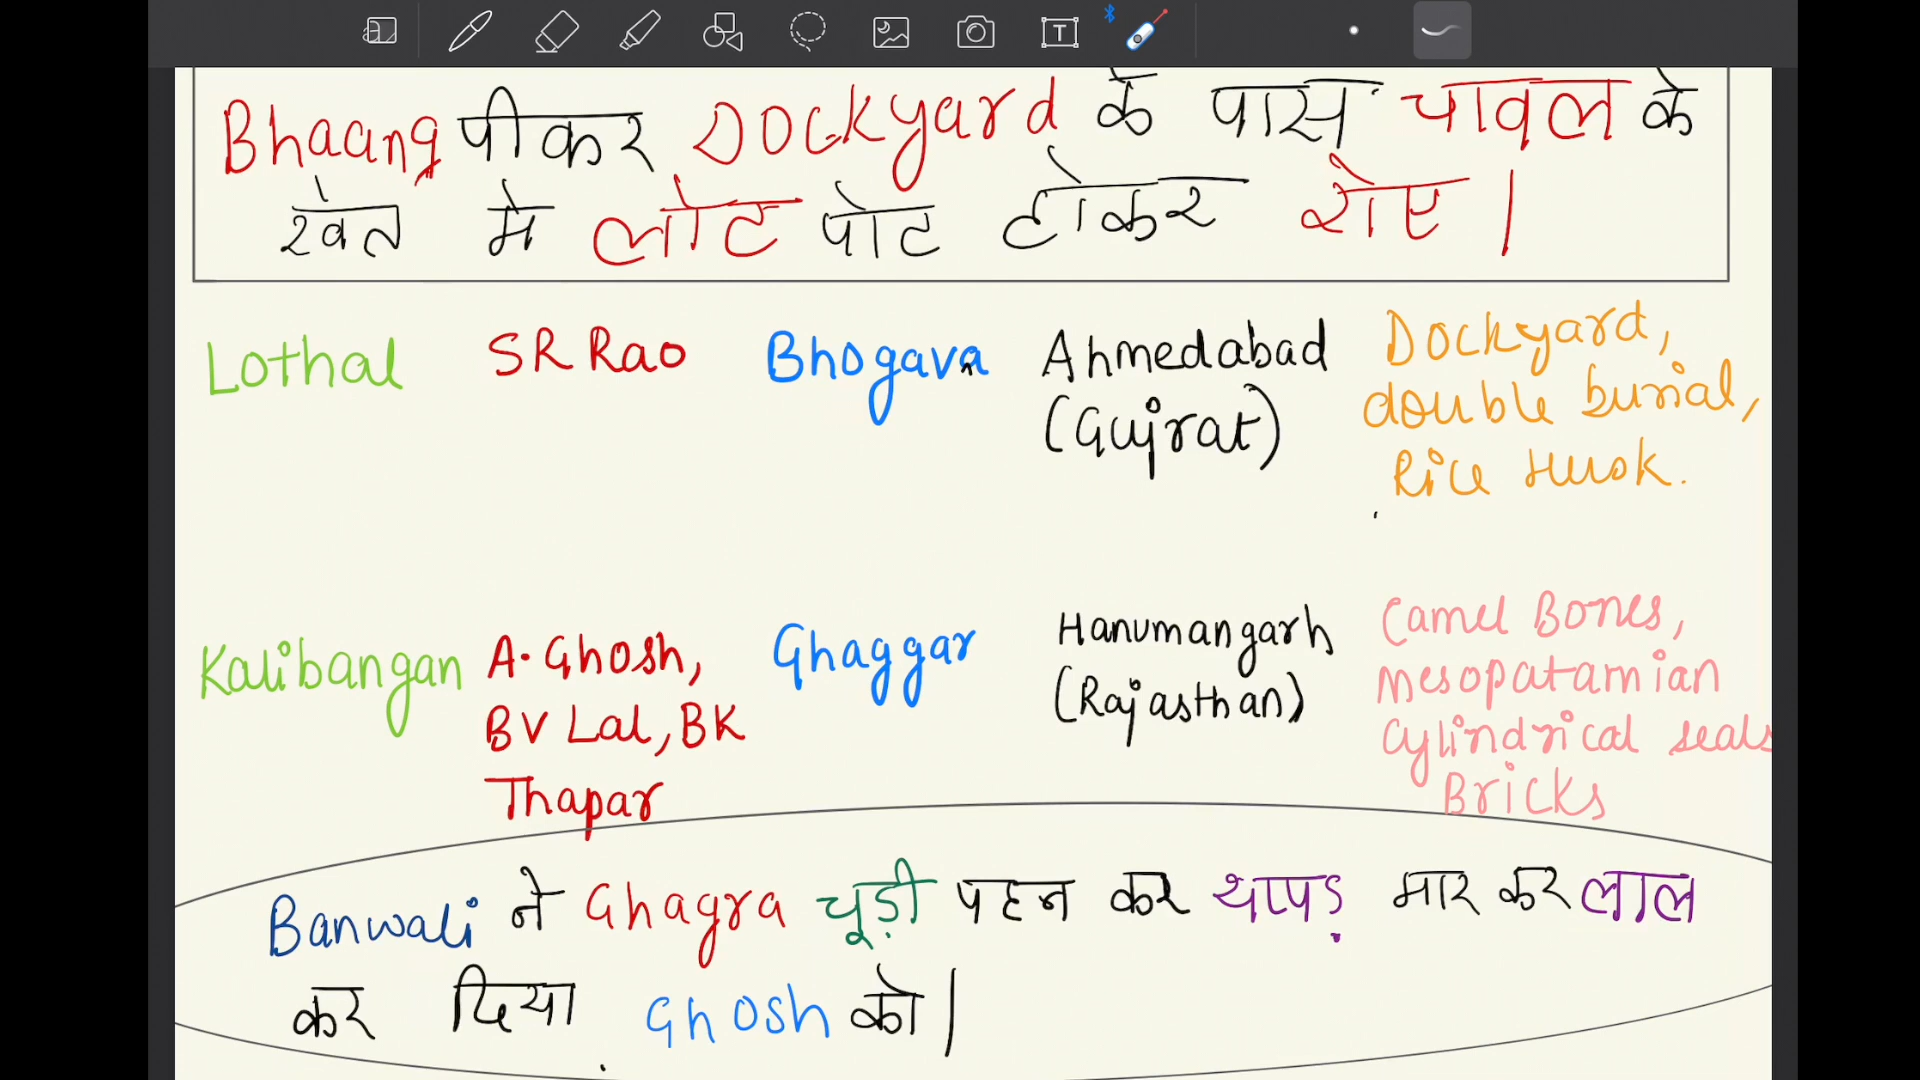 Bhaang पीकर Dockyard के पास चावल के
खेत मे लोट पोट होकर रोए |
Lothal SR Rao Bhogava Ahmedabad (Gujrat) Dockyard, double burial, Rice Husk.
Kalibangan A. Ghosh, BV Lal, BK Thapar Ghaggar Hanumangarh (Rajasthan) Camel Bones, Mesopatamian Cylindrical seals Bricks
Banwali ने Ghagra चूड़ी पहन कर थापड़ मार कर लाल
कर दिया Ghosh को |